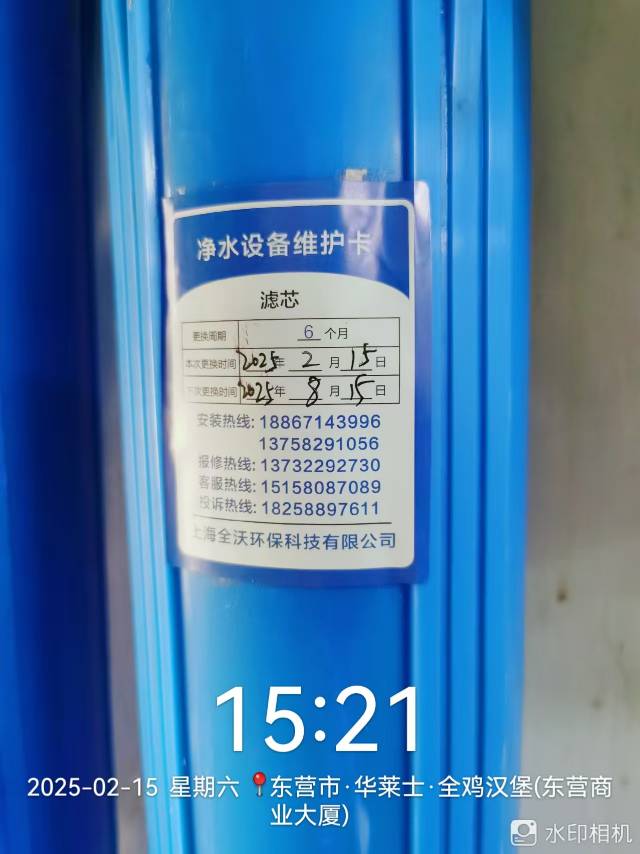 净水设备维护卡
滤芯
更换周期 6 个月
本次更换时间 2025年 2 月 15 日
下次更换时间 2025年 8 月 15 日
安装热线: 18867143996
13758291056
报修热线: 13732292730
客服热线: 15158087089
投诉热线: 18258897611
上海全沃环保科技有限公司
15:21
2025-02-15 星期六 东营市·华莱士·全鸡汉堡(东营商
业大厦)
水印相机